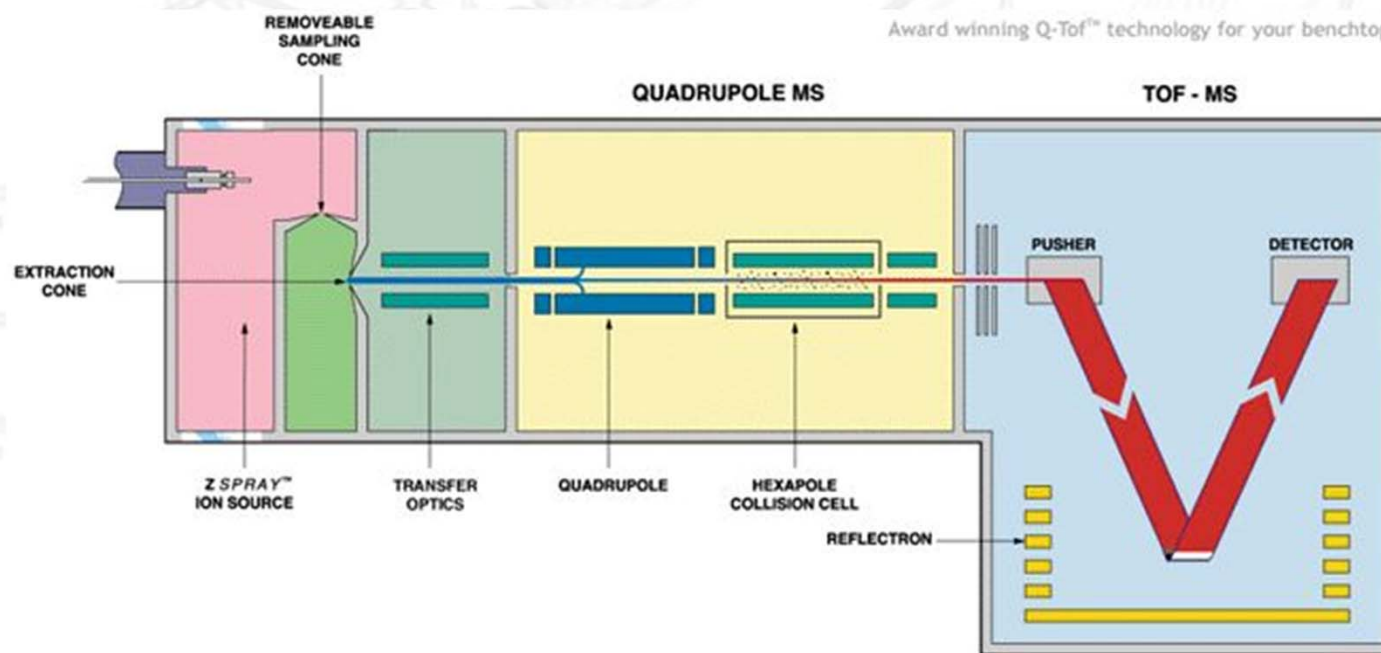 REMOVEABLE
SAMPLING
CONE
Award winning Q-Tof™ technology for your benchtop
QUADRUPOLE MS
TOF - MS
EXTRACTION
CONE
PUSHER
DETECTOR
Z SPRAY™
ION SOURCE
TRANSFER
OPTICS
QUADRUPOLE
HEXAPOLE
COLLISION CELL
REFLECTRON